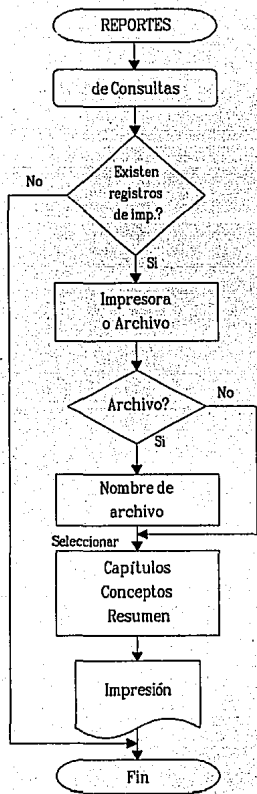 REPORTES
de Consultas
Existen
registros
de imp.?
No
Si
Impresora
o Archivo
Archivo?
No
Si
Nombre de
archivo
Seleccionar
Capítulos
Conceptos
Resumen
Impresión
Fin